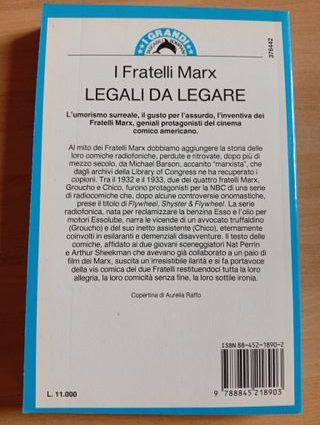 I GRANDI
TASCABILI BOMPIANI
376442
I Fratelli Marx
LEGALI DA LEGARE
L'umorismo surreale, il gusto per l'assurdo, l'inventiva dei
Fratelli Marx, geniali protagonisti del cinema
comico americano.
Al mito dei Fratelli Marx dobbiamo aggiungere la storia delle
loro comiche radiofoniche, perdute e ritrovate, dopo più di
mezzo secolo, da Michael Barson, accanito "marxista", che
dagli archivi della Library of Congress ne ha recuperato i
copioni. Tra il 1932 e il 1933, due dei quattro fratelli Marx,
Groucho e Chico, furono protagonisti per la NBC di una serie
di radiocomiche che, dopo alcune controversie onomastiche,
prese il titolo di Flywheel, Shyster & Flywheel. La serie
radiofonica, nata per reclamizzare la benzina Esso e l'olio per
motori Essolube, narra le vicende di un avvocato truffaldino
(Groucho) e del suo inetto assistente (Chico), eternamente
coinvolti in esilaranti e demenziali disavventure. Il testo delle
comiche, affidato ai due giovani sceneggiatori Nat Perrin
e Arthur Sheekman che avevano già collaborato a un paio di
film dei Marx, suscita un'irresistibile ilarità e si fa portavoce
della vis comica dei due Fratelli restituendoci tutta la loro
allegria, la loro comicità senza fine, la loro sottile ironia.
Copertina di Aurelia Raffo
ISBN 88-452-1890-2
9 788845 218903
L. 11.000